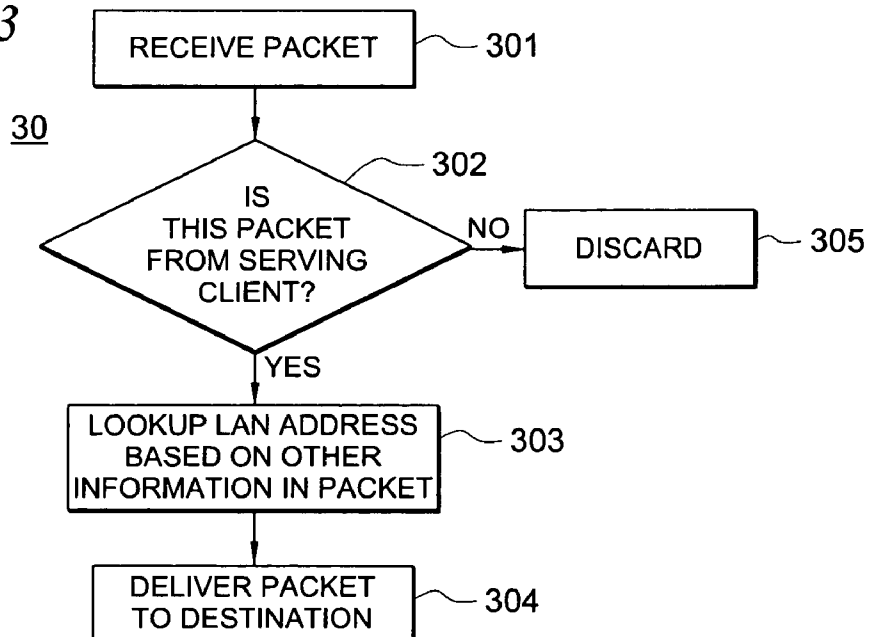 3
RECEIVE PACKET
301
30
302
IS
THIS PACKET
FROM SERVING
CLIENT?
NO
DISCARD
305
YES
LOOKUP LAN ADDRESS
BASED ON OTHER
INFORMATION IN PACKET
303
DELIVER PACKET
TO DESTINATION
304